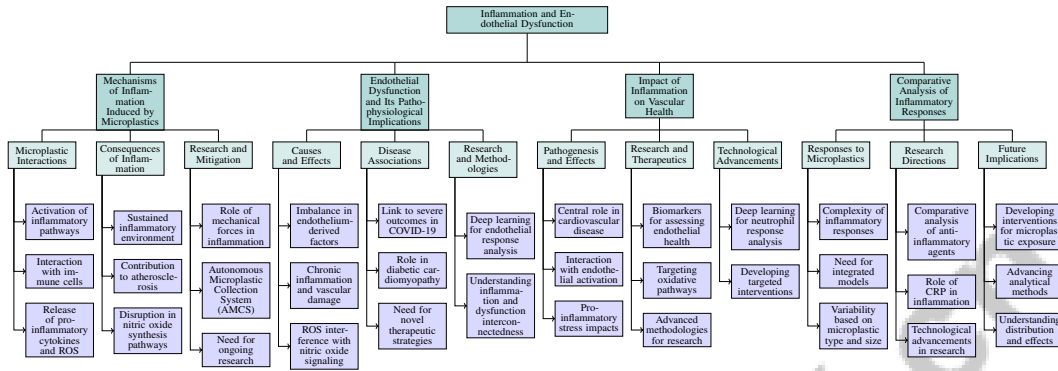 Inflammation and En-
dothelial Dysfunction
Mechanisms
of Inflam-
mation
Induced by
Microplastics
Endothelial
Dysfunction
and Its Patho-
physiological
Implications
Impact of
Inflammation
on Vascular
Health
Comparative
Analysis of
Inflammatory
Responses
Microplastic
Interactions
Consequences
of Inflam-
mation
Research and
Mitigation
Causes
and Effects
Disease
Associations
Research
and Method-
ologies
Pathogenesis
and Effects
Research and
Therapeutics
Technological
Advancements
Responses to
Microplastics
Research
Directions
Future
Implications
Activation of
inflammatory
pathways
Interaction
with im-
mune cells
Release
of pro-
inflammatory
cytokines
and ROS
Sustained
inflammatory
environment
Contribution
to atheroscle-
rosis
Disruption in
nitric oxide
synthesis
pathways
Role of
mechanical
forces in
inflammation
Autonomous
Microplastic
Collection
System
(AMCS)
Need for
ongoing
research
Imbalance in
endothelium-
derived
factors
Chronic
inflammation
and vascular
damage
ROS inter-
ference with
nitric oxide
signaling
Link to severe
outcomes in
COVID-19
Role in
diabetic car-
diomyopathy
Need for
novel
therapeutic
strategies
Deep learning
for endothelial
response
analysis
Understanding
inflam-
mation and
dysfunction
intercon-
nectedness
Central role in
cardiovascular
disease
Interaction
with endothe-
lial activation
Pro-
inflammatory
stress impacts
Biomarkers
for assessing
endothelial
health
Targeting
oxidative
pathways
Advanced
methodologies
for research
Deep learning
for neutrophil
response
analysis
Developing
targeted
interventions
Complexity of
inflammatory
responses
Need for
integrated
models
Variability
based on
microplastic
type and size
Comparative
analysis
of anti-
inflammatory
agents
Role of
CRP in
inflammation
Technological
advancements
in research
Developing
interventions
for microplas-
tic exposure
Advancing
analytical
methods
Understanding
distribution
and effects